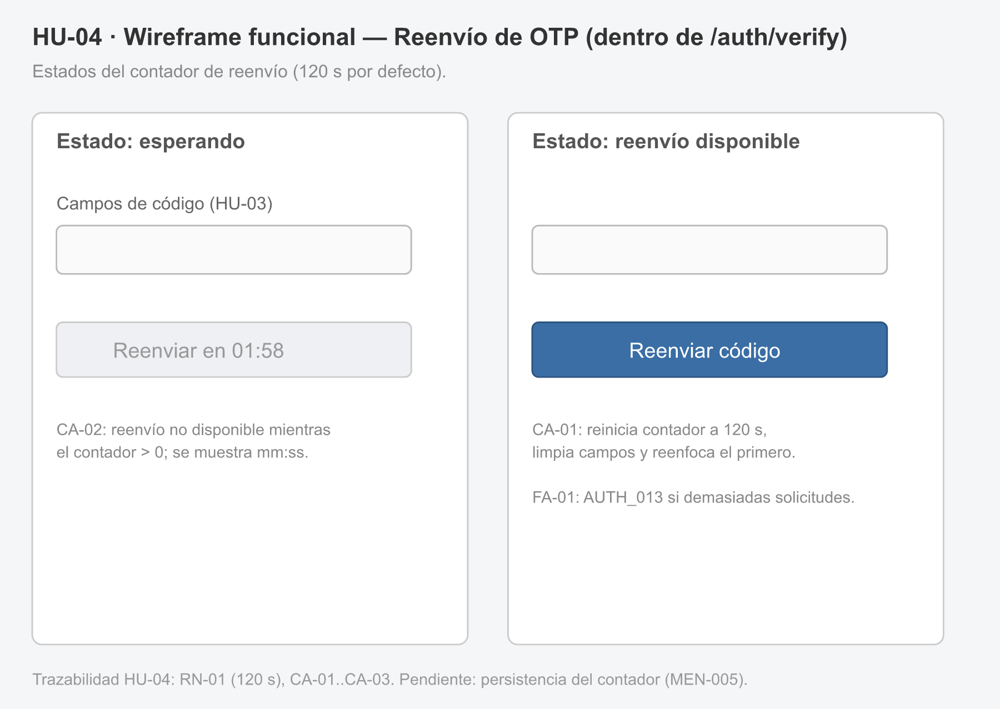 HU-04 · Wireframe funcional — Reenvío de OTP (dentro de /auth/verify)
Estados del contador de reenvío (120 s por defecto).
Estado: esperando
Campos de código (HU-03)
Reenviar en 01:58
CA-02: reenvío no disponible mientras
el contador > 0; se muestra mm:ss.
Estado: reenvío disponible
Reenviar código
CA-01: reinicia contador a 120 s,
limpia campos y reenfoca el primero.
FA-01: AUTH_013 si demasiadas solicitudes.
Trazabilidad HU-04: RN-01 (120 s), CA-01..CA-03. Pendiente: persistencia del contador (MEN-005).